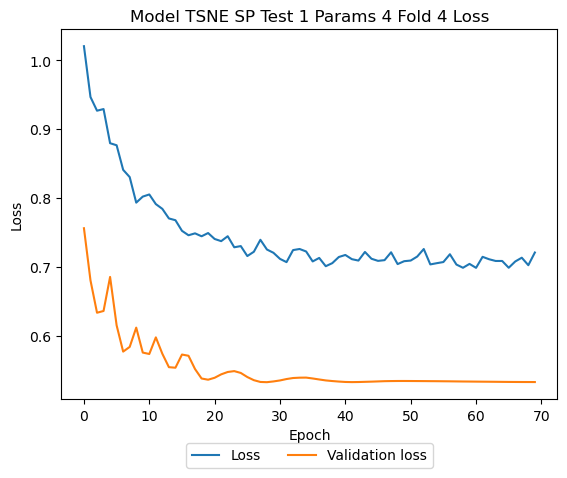 Model TSNE SP Test 1 Params 4 Fold 4 Loss
1.0
0.9
0.8
0.7
0.6
Loss
0 10 20 30 40 50 60 70
Epoch
Loss Validation loss